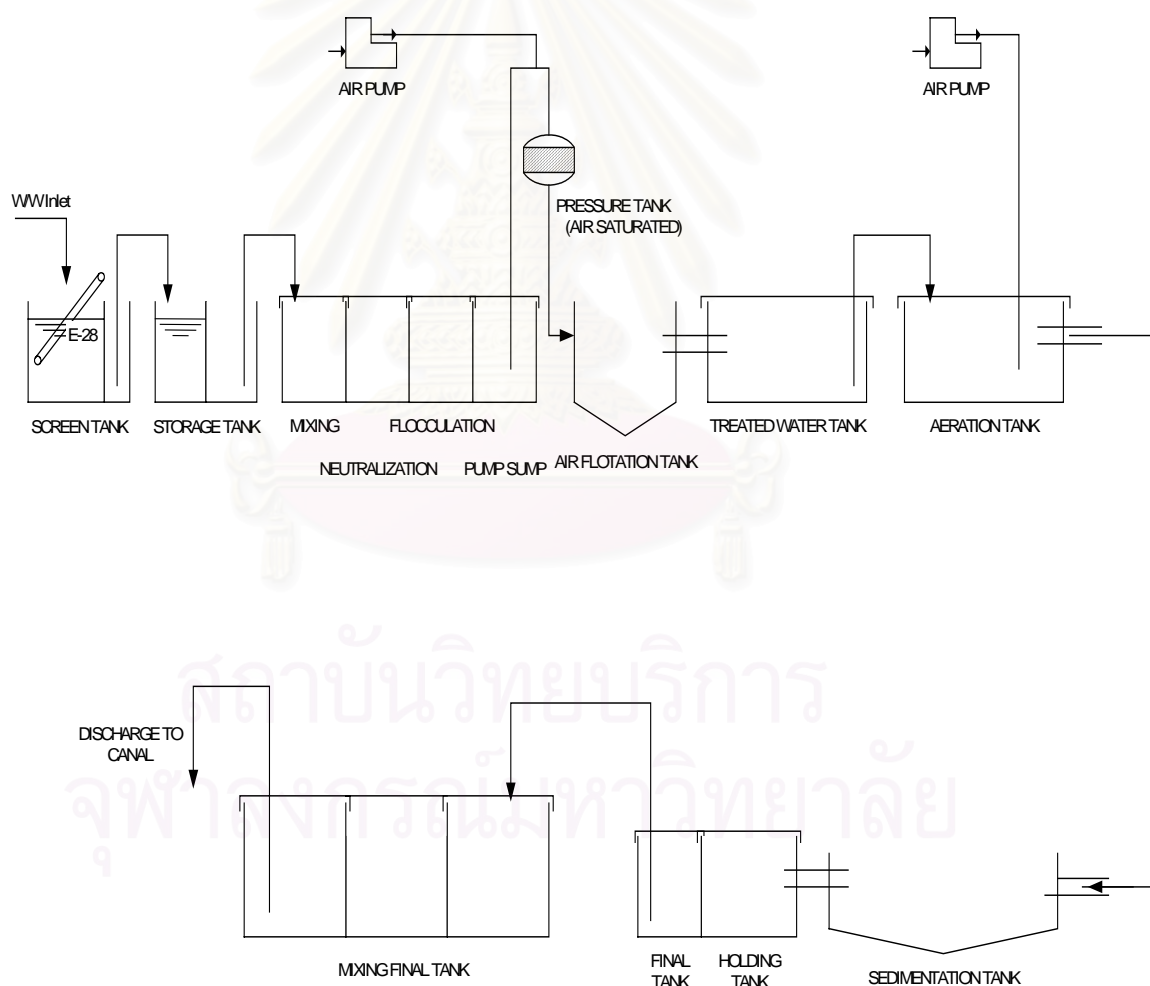 AIR PUMP
AIR PUMP
PRESSURE TANK
(AIR SATURATED)
WW Inlet
E-28
SCREEN TANK
STORAGE TANK
MIXING
FLOCCULATION
TREATED WATER TANK
AERATION TANK
NEUTRALIZATION
PUMP SUMP
AIR FLOTATION TANK
สถาบันวิทยบริการ
จุฬาลงกรณ์มหาวิทยาลัย
DISCHARGE TO
CANAL
MIXING FINAL TANK
FINAL
TANK
HOLDING
TANK
SEDIMENTATION TANK